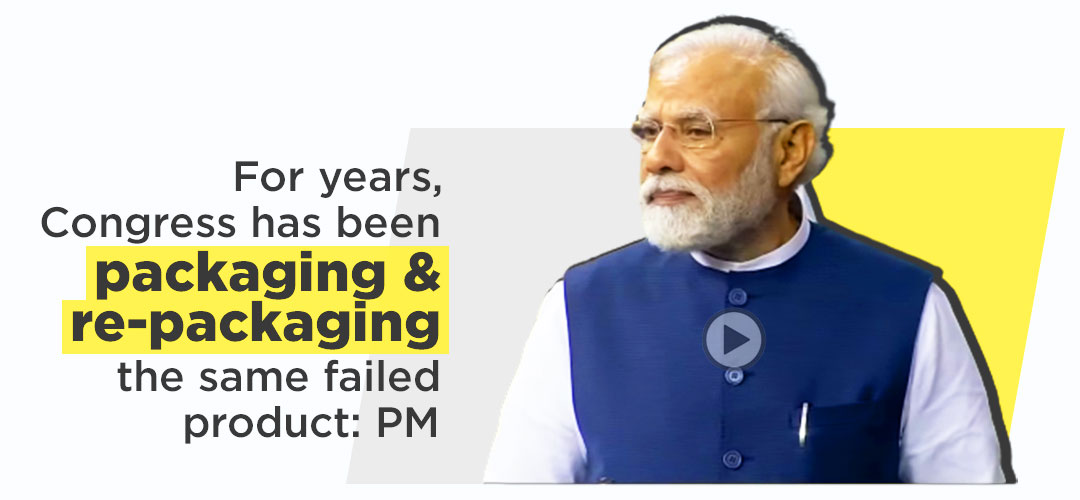 For years,
Congress has been
packaging &
re-packaging
the same failed
product: PM